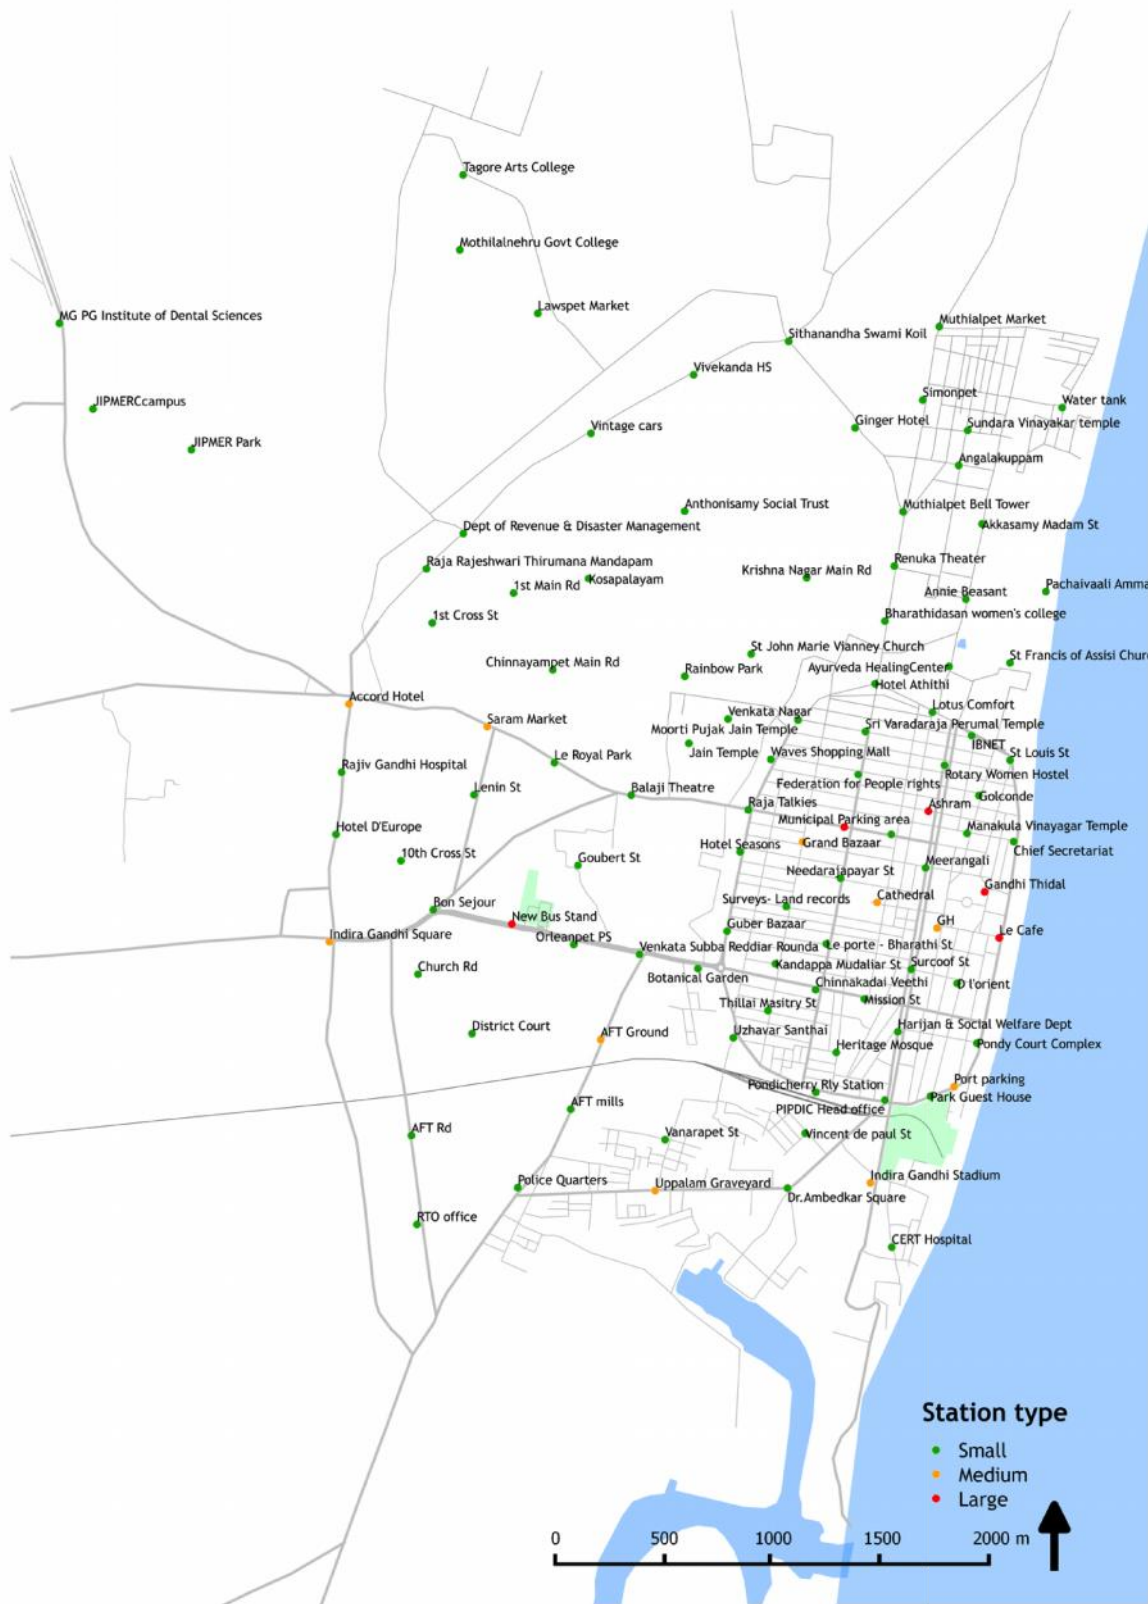 Tagore Arts College
Mothilalnehru Govt College
Lawspet Market
MG PG Institute of Dental Sciences
Muthialpet Market
Sithanandha Swami Koil
Vivekanda HS
Simonpet
Water tank
JIPMERCcampus
Ginger Hotel
Sundara Vinayakar temple
Vintage cars
JIPMER Park
Angalakuppam
Anthonisamy Social Trust
Muthialpet Bell Tower
Akkasamy Madam St
Dept of Revenue & Disaster Management
Renuka Theater
Raja Rajeshwari Thirumana Mandapam
Krishna Nagar Main Rd
Kosapalayam
1st Main Rd
Annie Beasant
Pachaivaali Amma
1st Cross St
Bharathidasan women's college
St John Marie Vianney Church
St Francis of Assisi Churc
Chinnayampet Main Rd
Rainbow Park
Ayurveda HealingCenter
Hotel Athithi
Accord Hotel
Lotus Comfort
Saram Market
Venkata Nagar
Moorti Pujak Jain Temple
Sri Varadaraja Perumal Temple
IBNET
Le Royal Park
Jain Temple
Waves Shopping Mall
St Louis St
Rajiv Gandhi Hospital
Rotary Women Hostel
Lenin St
Balaji Theatre
Federation for People rights
Golconde
Raja Talkies
Ashram
Municipal Parking area
Hotel D'Europe
Manakula Vinayagar Temple
Hotel Seasons
Grand Bazaar
Chief Secretariat
10th Cross St
Goubert St
Meerangali
Needarajapayar St
Gandhi Thidal
Surveys- Land records
Cathedral
Bon Sejour
New Bus Stand
Guber Bazaar
GH
Le Cafe
Indira Gandhi Square
Orleanpet PS
Venkata Subba Reddiar Rounda
Le porte - Bharathi St
Church Rd
Botanical Garden
Kandappa Mudaliar St
Surcoof St
Chinnakadai Veethi
D l'orient
Thillai Masitry St
Mission St
District Court
AFT Ground
Uzhavar Santhai
Harijan & Social Welfare Dept
Heritage Mosque
Pondy Court Complex
Pondicherry Rly Station
Port parking
Park Guest House
AFT mills
PIPDIC Head office
AFT Rd
Vanarapet St
Vincent de paul St
Police Quarters
Uppalam Graveyard
Indira Gandhi Stadium
Dr.Ambedkar Square
RTO office
CERT Hospital
Station type
Small
Medium
Large
0 500 1000 1500 2000 m